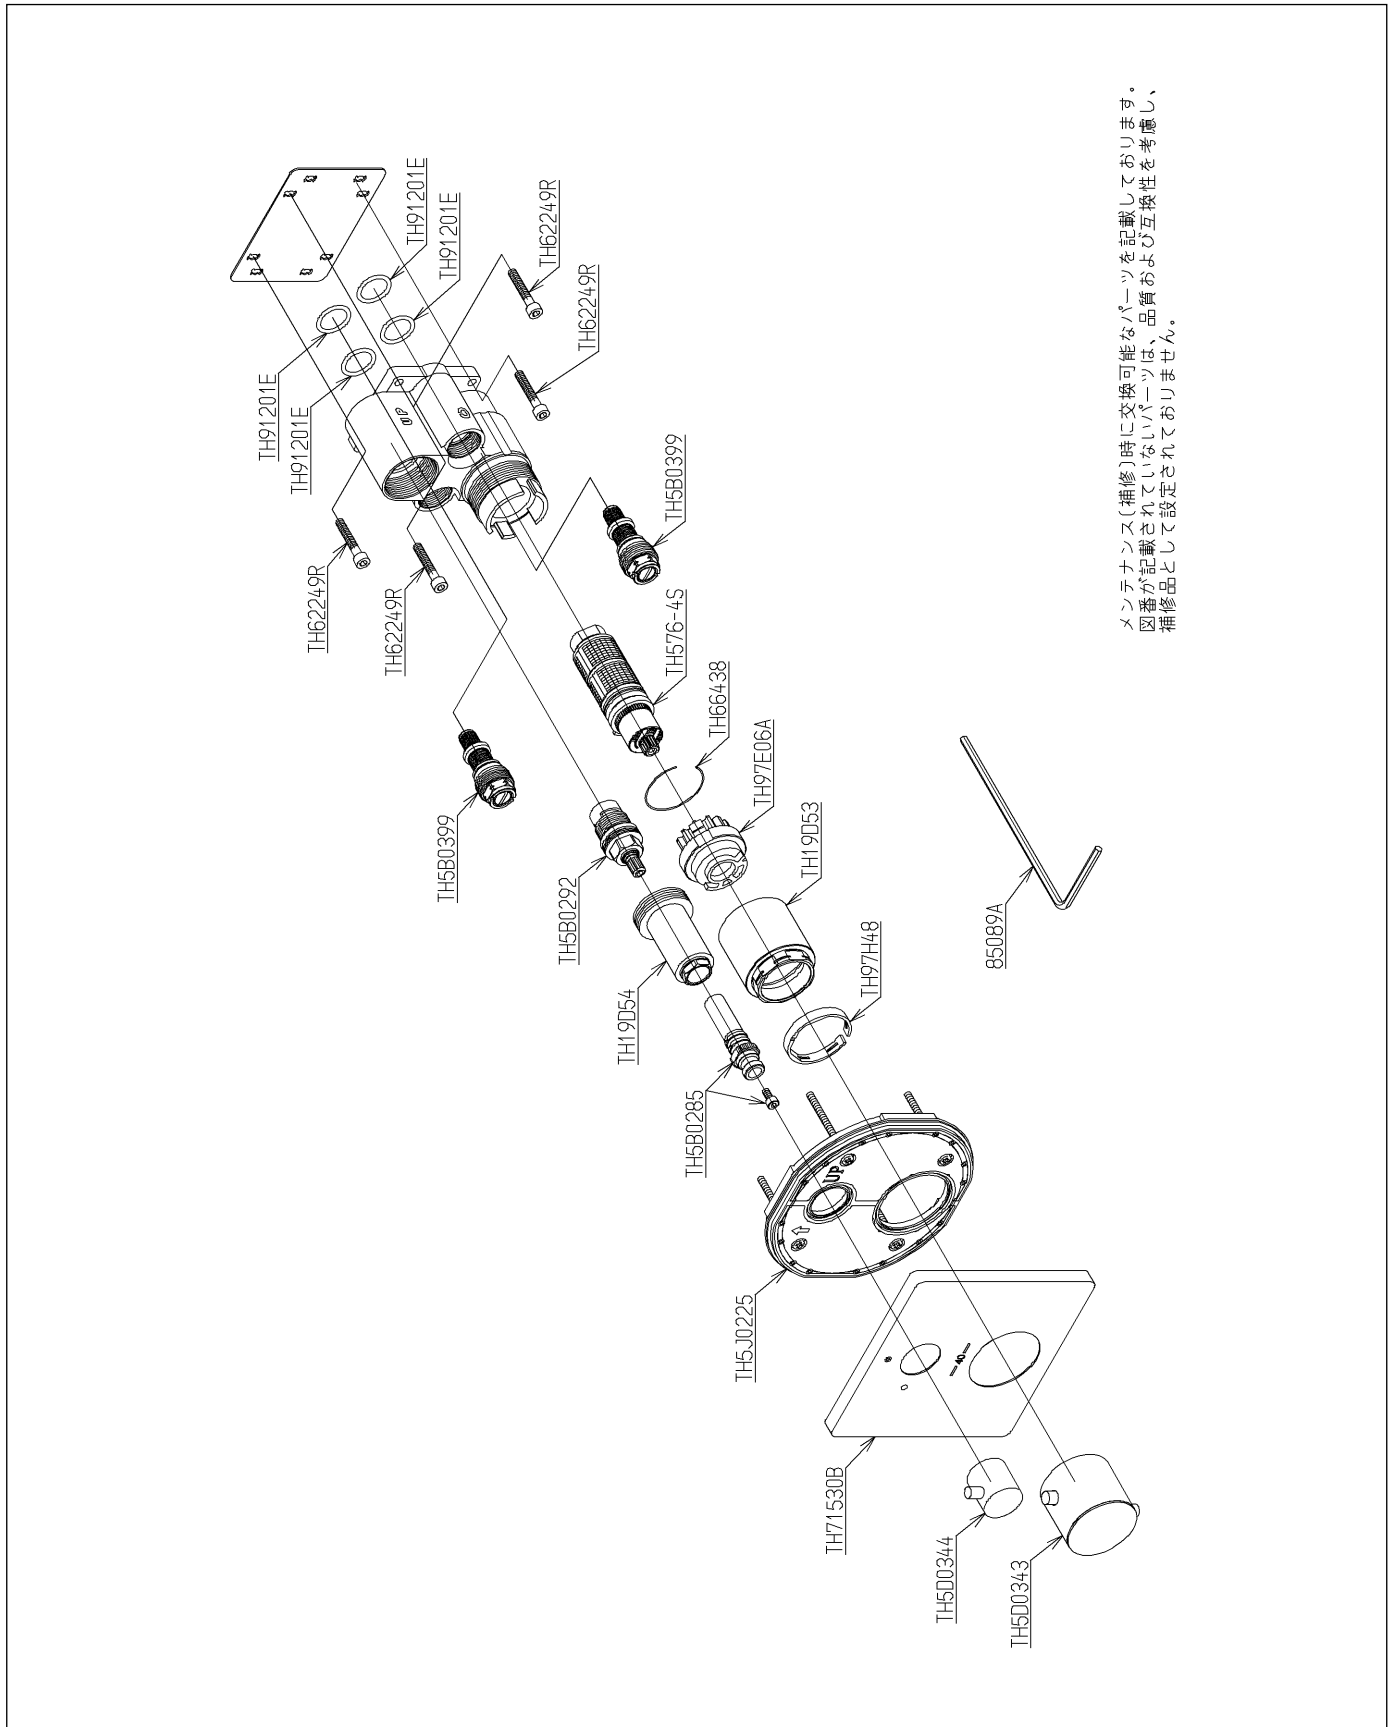 TH91201E
TH91201E
TH91201E
TH91201E
TH62249R
TH62249R
TH62249R
TH62249R
UP
C
TH5B0399
TH5B0399
TH576-4S
TH66438
TH97E06A
TH5B0292
TH19D53
TH19D54
TH97H48
TH5B0285
UP
TH5J0225
40
TH71530B
TH5D0344
TH5D0343
85089A
メンテナンス(補修)時に交換可能なパーツを記載しております。
図番が記載されていないパーツは、品質および互換性を考慮し、
補修品として設定されておりません。